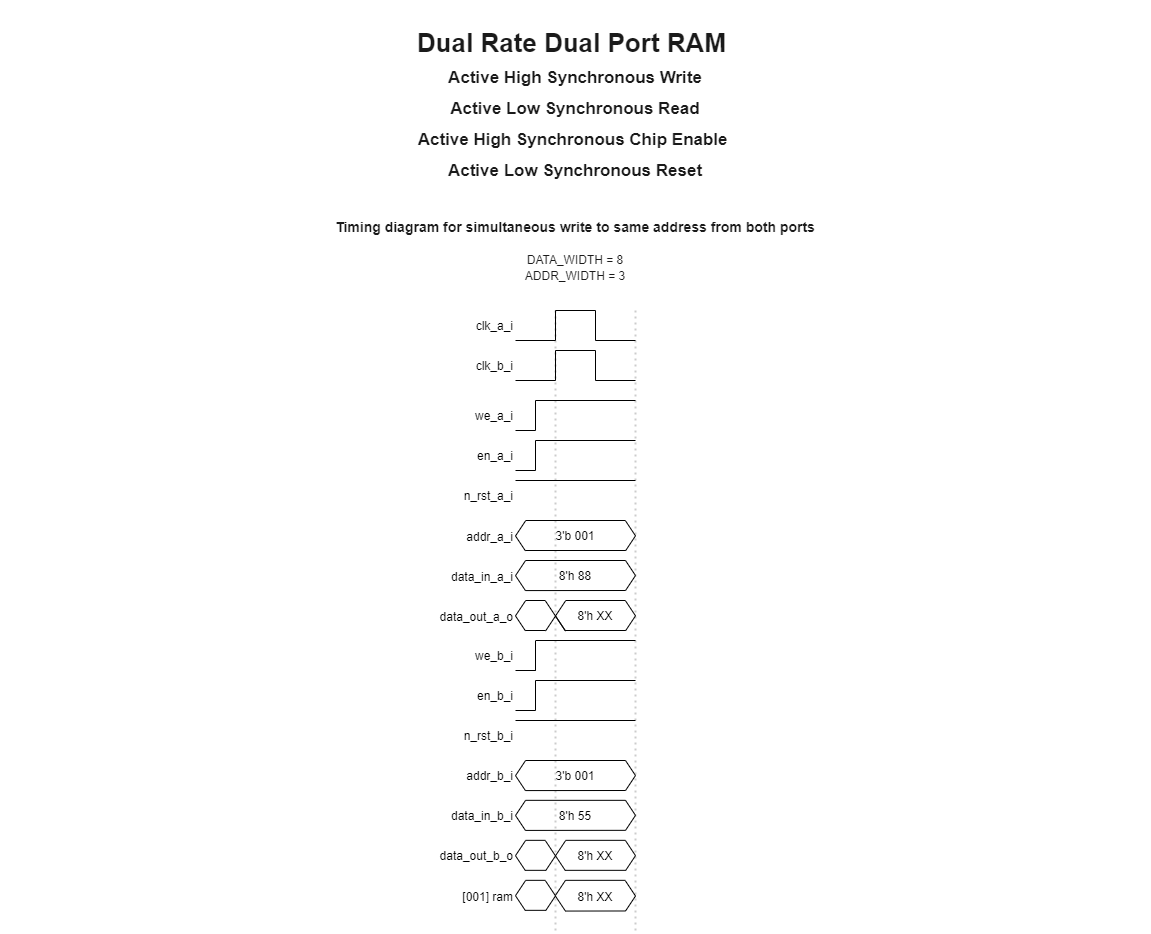 Dual Rate Dual Port RAM
Active High Synchronous Write
Active Low Synchronous Read
Active High Synchronous Chip Enable
Active Low Synchronous Reset
Timing diagram for simultaneous write to same address from both ports
DATA_WIDTH = 8
ADDR_WIDTH = 3
clk_a_i
clk_b_i
we_a_i
en_a_i
n_rst_a_i
addr_a_i 3'b 001
data_in_a_i 8'h 88
data_out_a_o 8'h XX
we_b_i
en_b_i
n_rst_b_i
addr_b_i 3'b 001
data_in_b_i 8'h 55
data_out_b_o 8'h XX
[001] ram 8'h XX